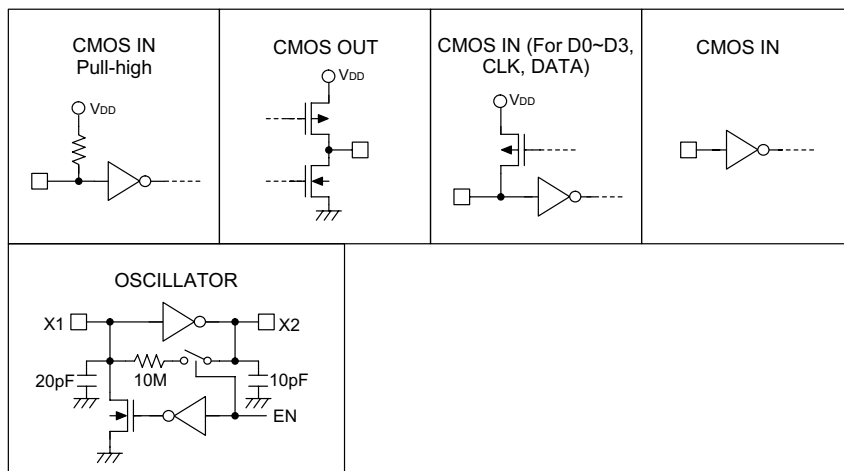 CMOS IN
Pull-high
VDD
CMOS OUT
VDD
CMOS IN (For D0~D3,
CLK, DATA)
VDD
CMOS IN
OSCILLATOR
X1
X2
20pF
10M
10pF
EN